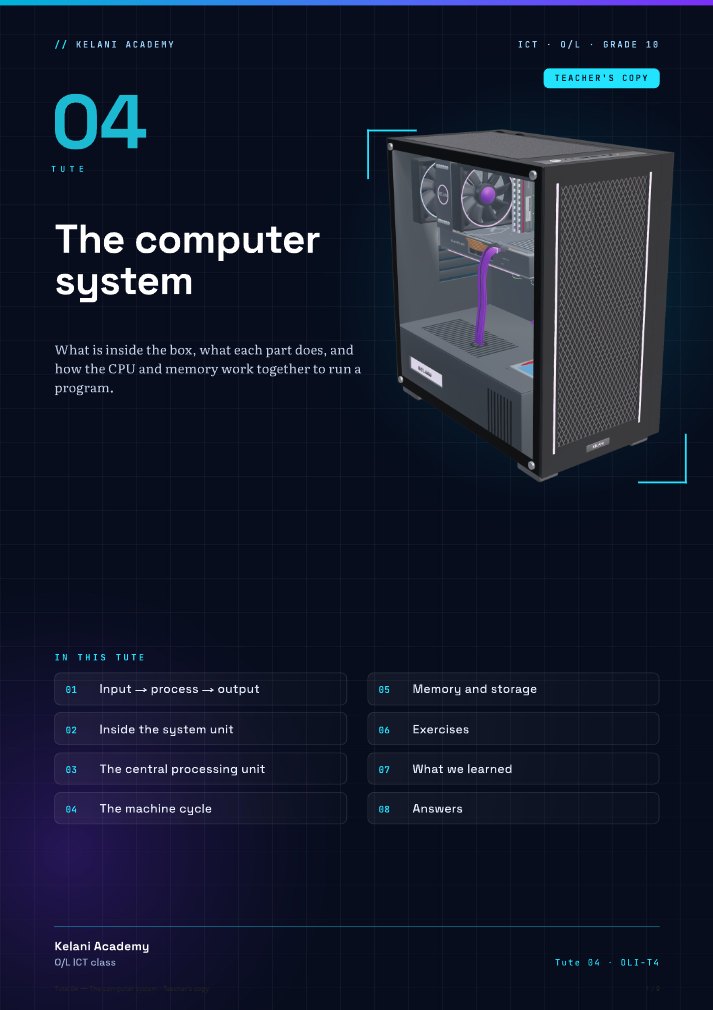 // KELANI ACADEMY
ICT · O/L · GRADE 10
TEACHER'S COPY
04
TUTE
The computer
system
What is inside the box, what each part does, and
how the CPU and memory work together to run a
program.
IN THIS TUTE
01 Input → process → output
02 Inside the system unit
03 The central processing unit
04 The machine cycle
05 Memory and storage
06 Exercises
07 What we learned
08 Answers
Kelani Academy
O/L ICT class
Tute 04 · OLI-T4